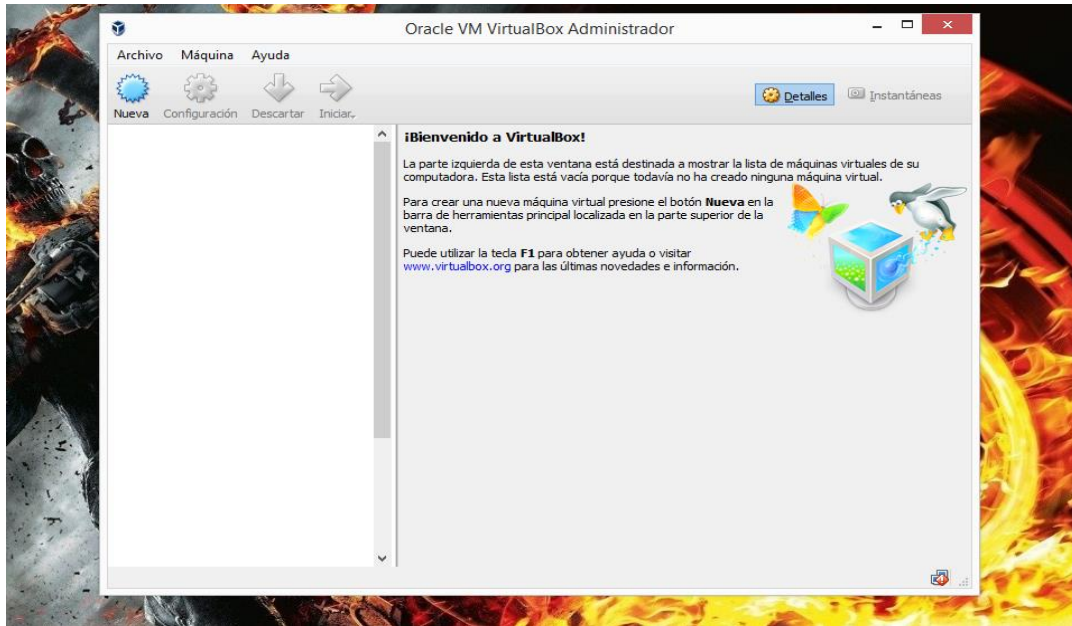 Oracle VM VirtualBox Administrador
Archivo Máquina Ayuda
Nueva Configuración Descartar Iniciar
Detalles Instantáneas
¡Bienvenido a VirtualBox!
La parte izquierda de esta ventana está destinada a mostrar la lista de máquinas virtuales de su
computadora. Esta lista está vacía porque todavía no ha creado ninguna máquina virtual.
Para crear una nueva máquina virtual presione el botón Nueva en la
barra de herramientas principal localizada en la parte superior de la
ventana.
Puede utilizar la tecla F1 para obtener ayuda o visitar
www.virtualbox.org para las últimas novedades e información.